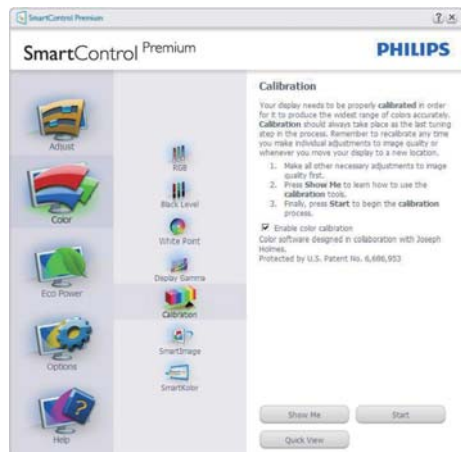 SmartControl Premium
SmartControl Premium
PHILIPS
Adjust
Color
Eco Power
Options
Help
RGB
Black Level
White Point
Display Gamma
Calibration
SmartImage
SmartKolor
Calibration
Your display needs to be properly calibrated in order
for it to produce the widest range of colors accurately.
Calibration should always take place as the last tuning
step in the process. Remember to recalibrate any time
you make individual adjustments to image quality or
whenever you move your display to a new location.
1. Make all other necessary adjustments to image
quality first.
2. Press Show Me to learn how to use the
calibration tools.
3. Finally, press Start to begin the calibration
process.
Enable color calibration
Color software designed in collaboration with Joseph
Holmes.
Protected by U.S. Patent No. 6,686,953
Show Me
Start
Quick View